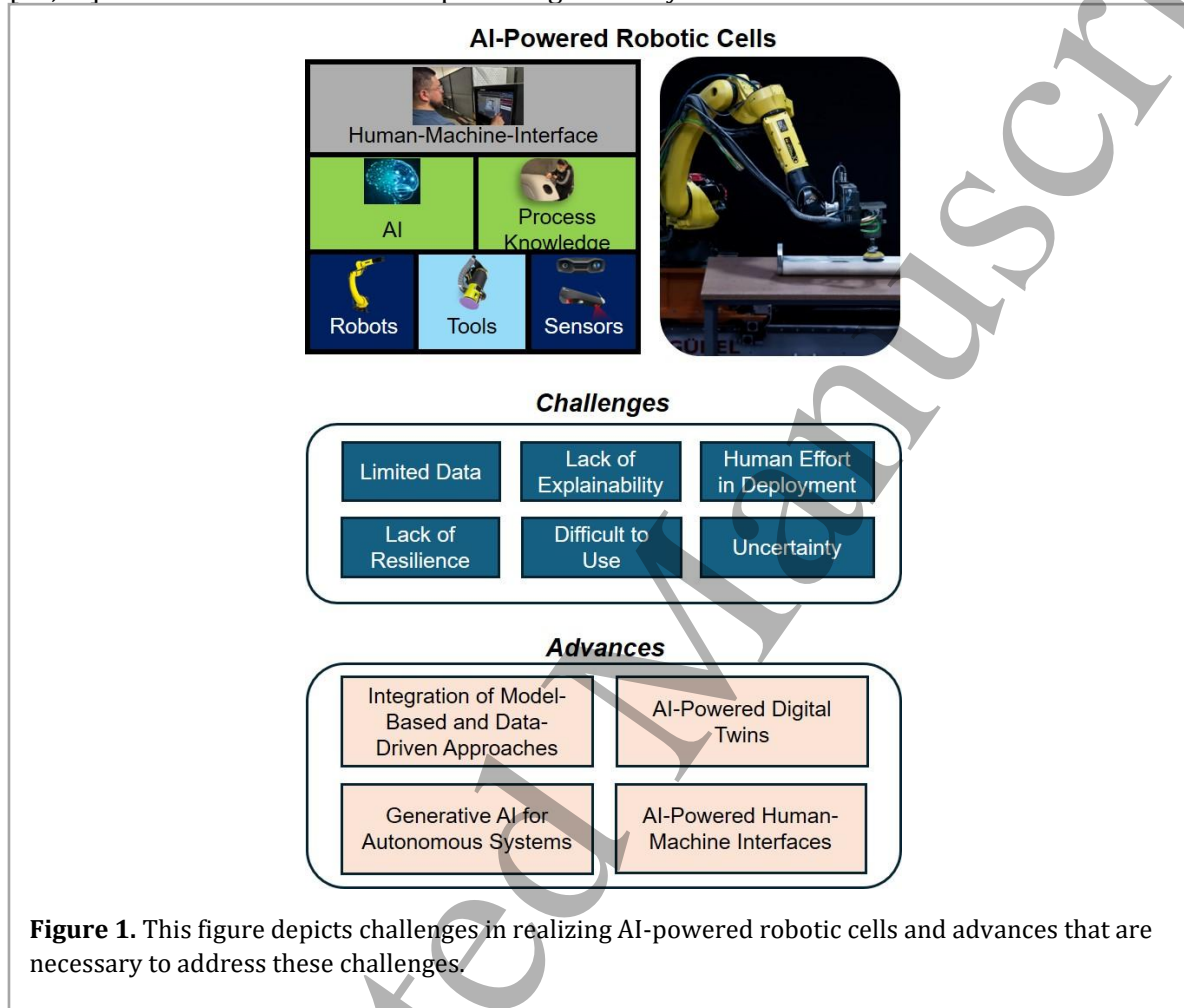 AI-Powered Robotic Cells
Human-Machine-Interface
AI
Process
Knowledge
Robots
Tools
Sensors
GÜDEL
Challenges
Limited Data
Lack of
Explainability
Human Effort
in Deployment
Lack of
Resilience
Difficult to
Use
Uncertainty
Advances
Integration of Model-
Based and Data-
Driven Approaches
AI-Powered Digital
Twins
Generative AI for
Autonomous Systems
AI-Powered Human-
Machine Interfaces
Figure 1. This figure depicts challenges in realizing AI-powered robotic cells and advances that are
necessary to address these challenges.
ted Manuscri